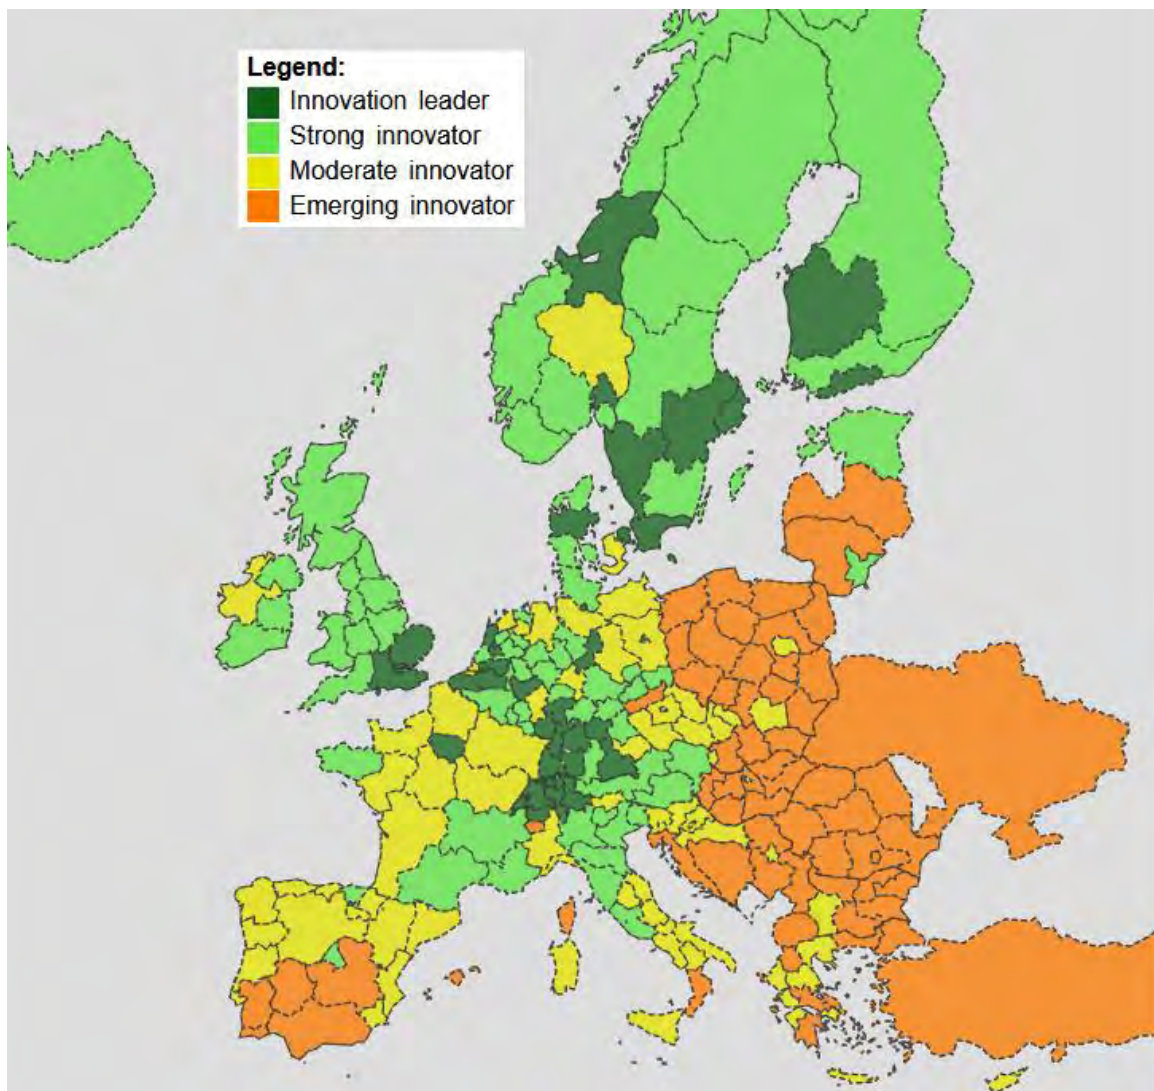 Legend:
Innovation leader
Strong innovator
Moderate innovator
Emerging innovator